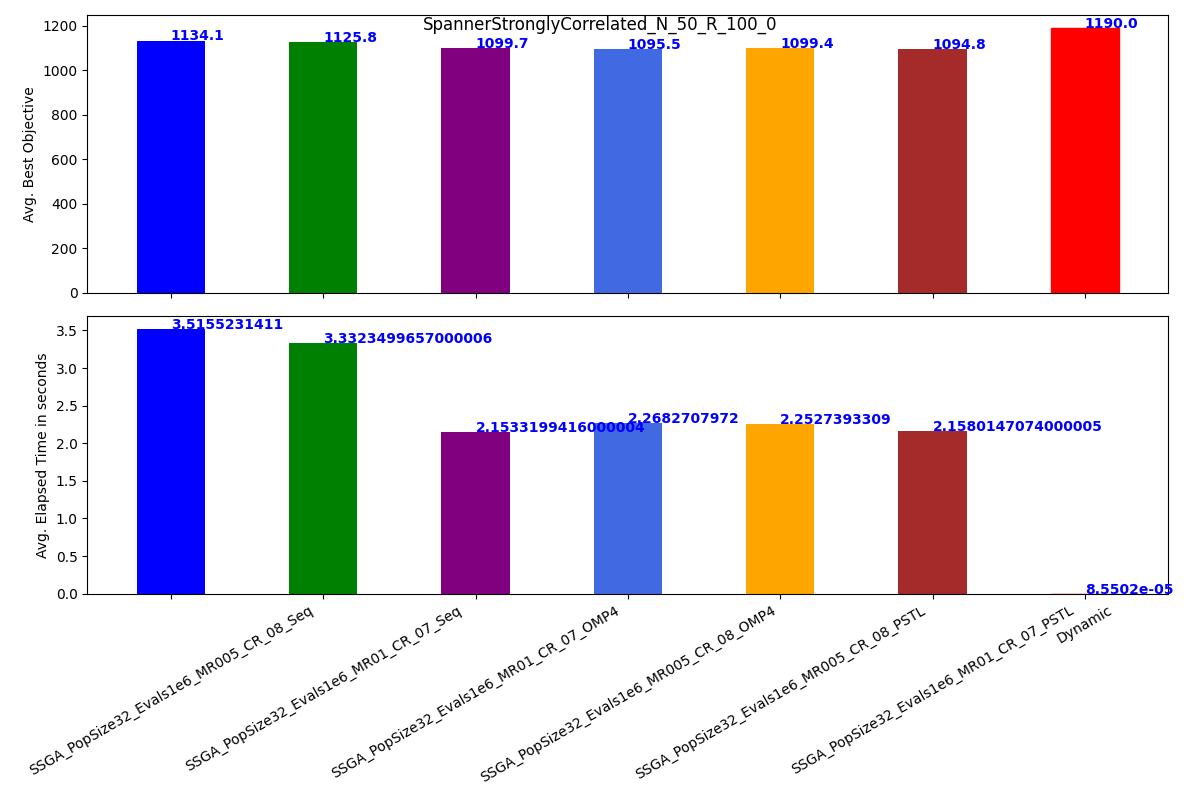 SpannerStronglyCorrelated_N_50_R_100_0
1200
1000
800
600
400
200
0
Avg. Best Objective
1134.1
1125.8
1099.7
1095.5
1099.4
1094.8
1190.0
3.5
3.0
2.5
2.0
1.5
1.0
0.5
0.0
Avg. Elapsed Time in seconds
3.5155231411
3.3323499657000006
2.1533199416000004
2.2682707972
2.2527393309
2.1580147074000005
8.5502e-05
SSGA_PopSize32_Evals1e6_MR005_CR_08_Seq
SSGA_PopSize32_Evals1e6_MR01_CR_07_Seq
SSGA_PopSize32_Evals1e6_MR01_CR_07_OMP4
SSGA_PopSize32_Evals1e6_MR005_CR_08_OMP4
SSGA_PopSize32_Evals1e6_MR005_CR_08_PSTL
SSGA_PopSize32_Evals1e6_MR01_CR_07_PSTL
Dynamic